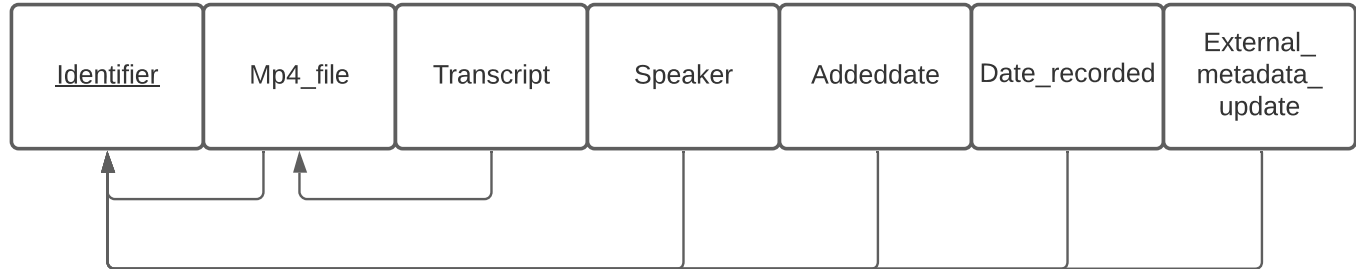 Identifier
Mp4_file
Transcript
Speaker
Addeddate
Date_recorded
External_
metadata_
update